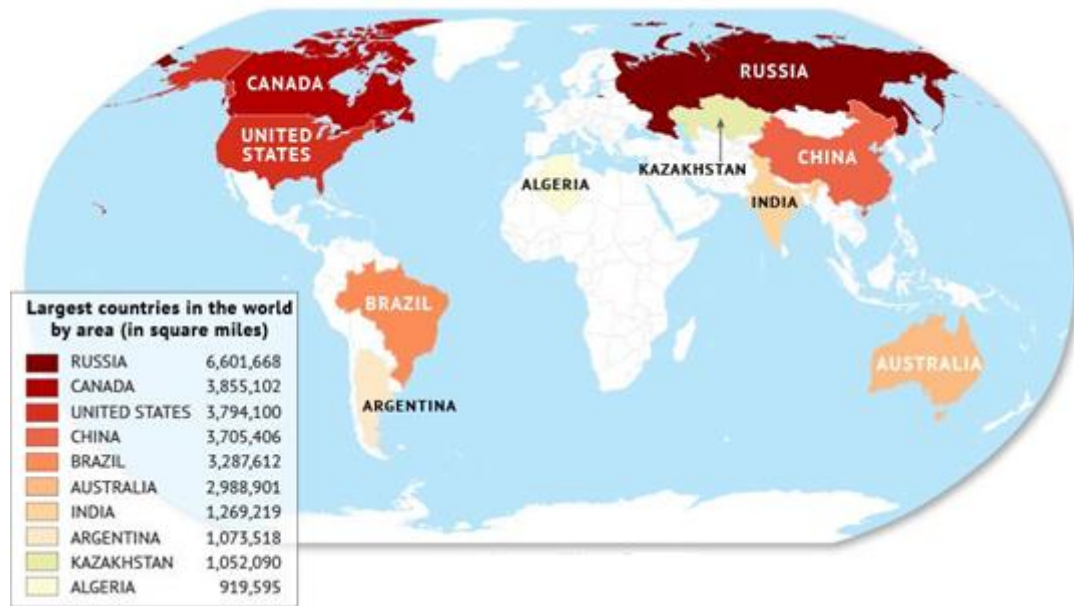 CANADA
RUSSIA
UNITED
STATES
CHINA
KAZAKHSTAN
ALGERIA
INDIA
BRAZIL
AUSTRALIA
ARGENTINA
Largest countries in the world
by area (in square miles)
RUSSIA 6,601,668
CANADA 3,855,102
UNITED STATES 3,794,100
CHINA 3,705,406
BRAZIL 3,287,612
AUSTRALIA 2,988,901
INDIA 1,269,219
ARGENTINA 1,073,518
KAZAKHSTAN 1,052,090
ALGERIA 919,595